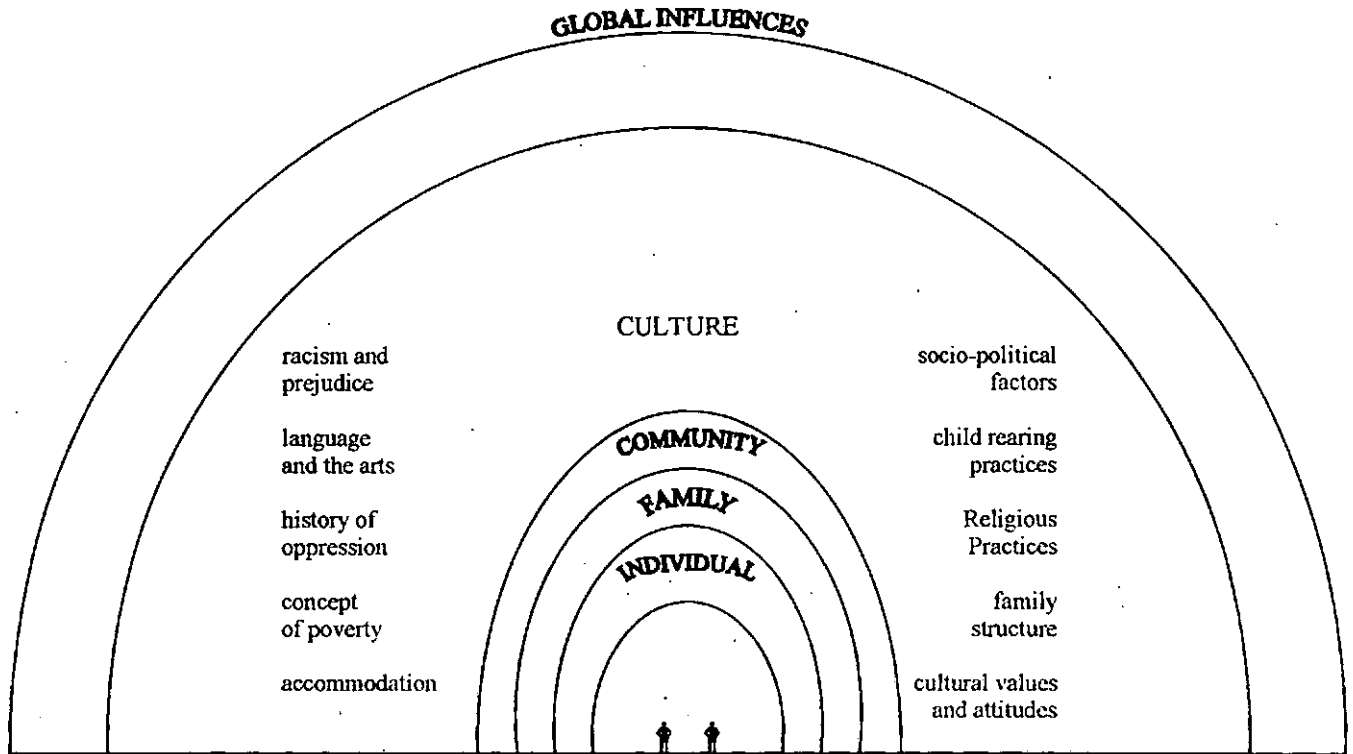 GLOBAL INFLUENCES
CULTURE
racism and
prejudice
language
and the arts
history of
oppression
concept
of poverty
accommodation
socio-political
factors
child rearing
practices
Religious
Practices
family
structure
cultural values
and attitudes
COMMUNITY
FAMILY
INDIVIDUAL